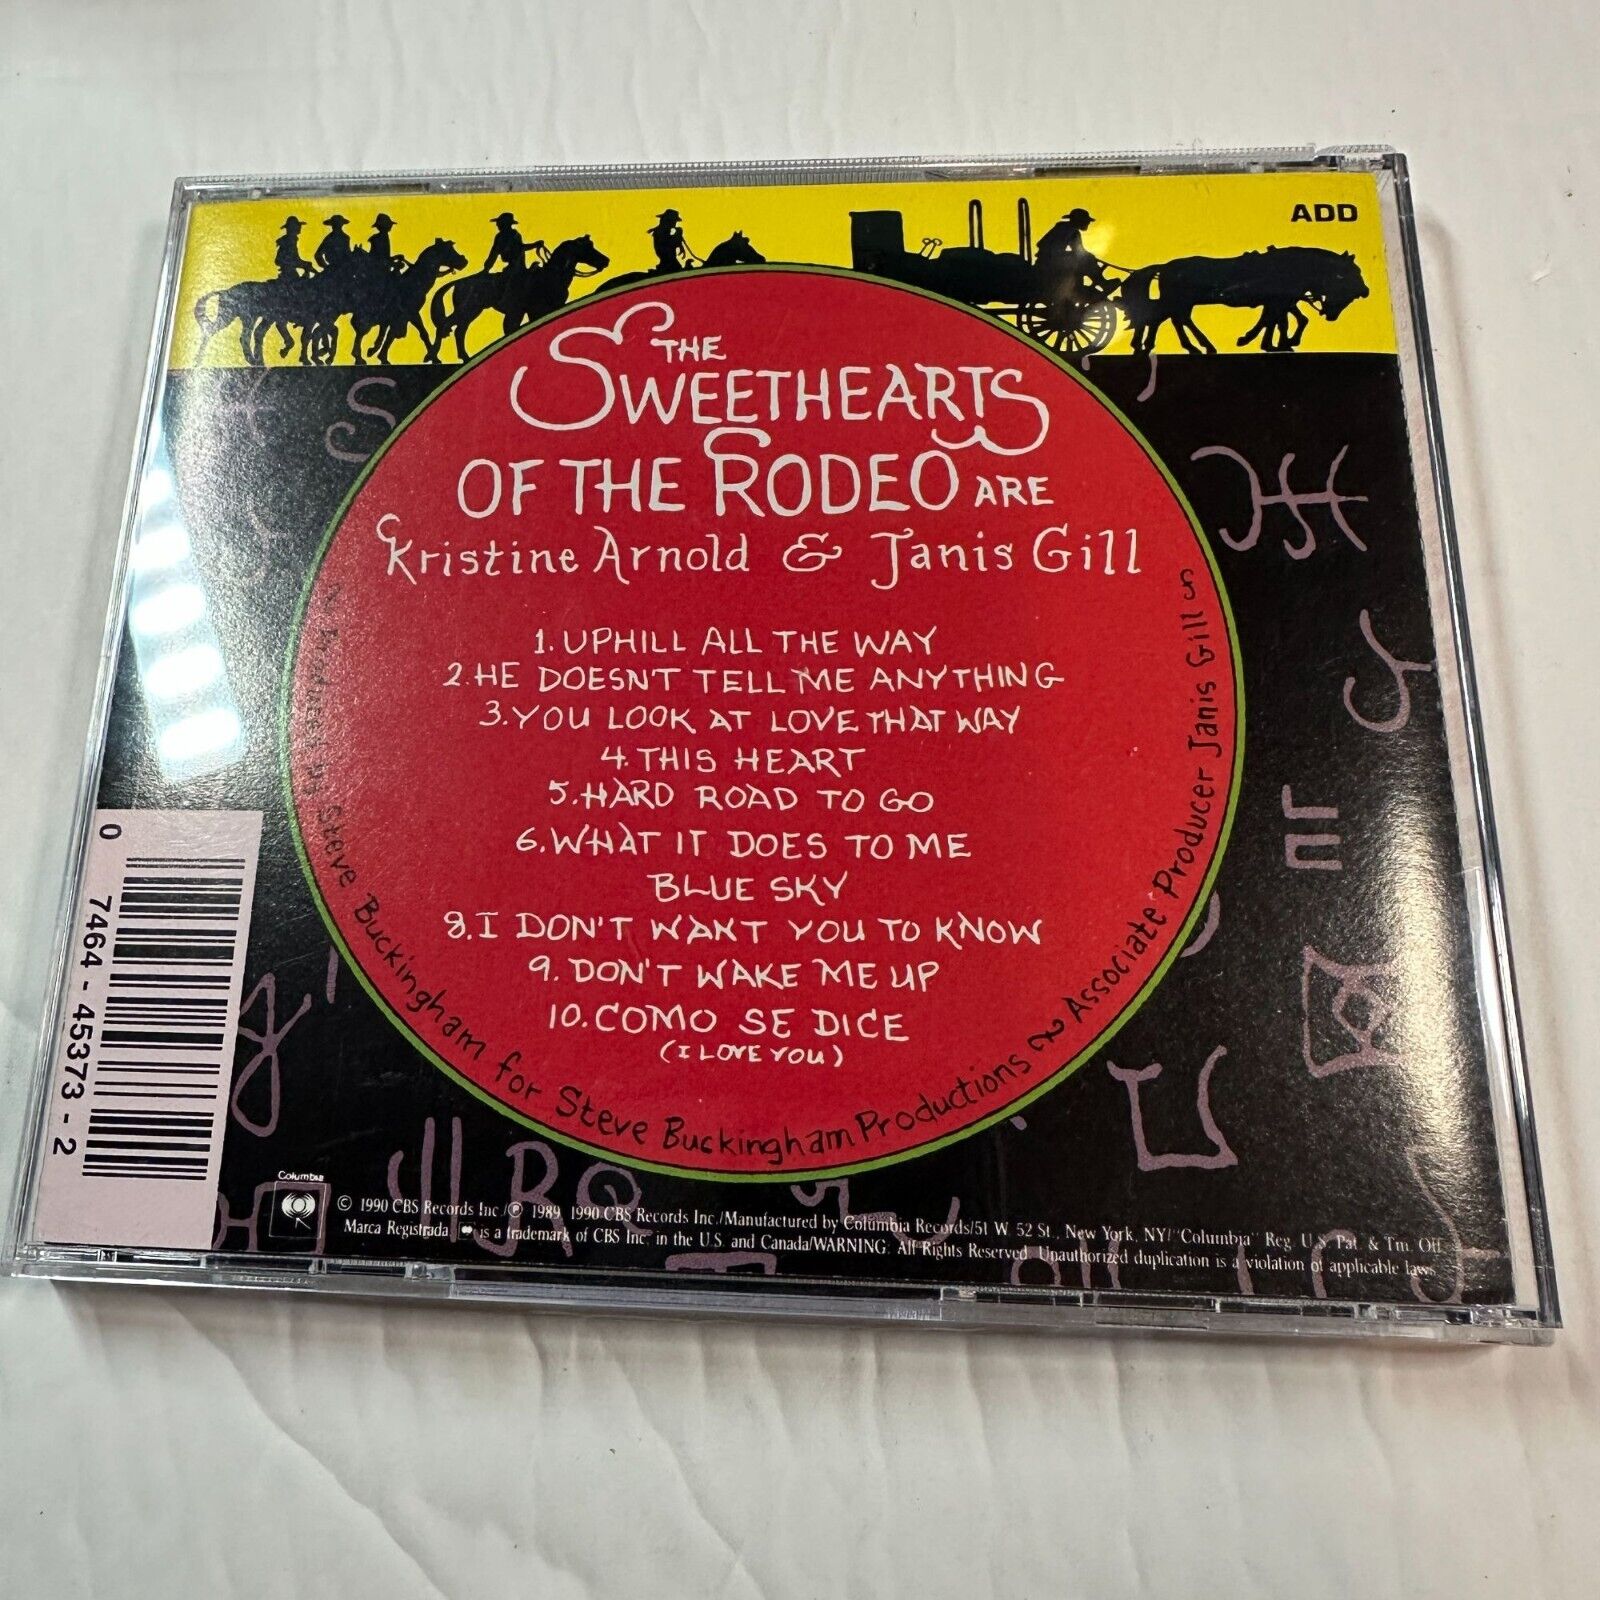 ADD
THE
SWEETHEARTS
OF THE RODEO ARE
Kristine Arnold & Janis Gill
1. UPHILL ALL THE WAY
2. HE DOESN'T TELL ME ANYTHING
3. YOU LOOK AT LOVE THAT WAY
4. THIS HEART
5. HARD ROAD TO GO
6. WHAT IT DOES TO ME
BLUE SKY
8. I DON'T WANT YOU TO KNOW
9. DON'T WAKE ME UP
10. COMO SE DICE
(I LOVE YOU)
Produced by Steve Buckingham for Steve Buckingham Productions ~ Associate Producer Janis Gill
0 7464-45373-2
Columbia
© 1990 CBS Records Inc./℗ 1989, 1990 CBS Records Inc./Manufactured by Columbia Records/51 W. 52 St., New York, NY/"Columbia" Reg. U.S. Pat. & Tm. Off.
Marca Registrada. is a trademark of CBS Inc. in the U.S. and Canada/WARNING: All Rights Reserved. Unauthorized duplication is a violation of applicable laws.